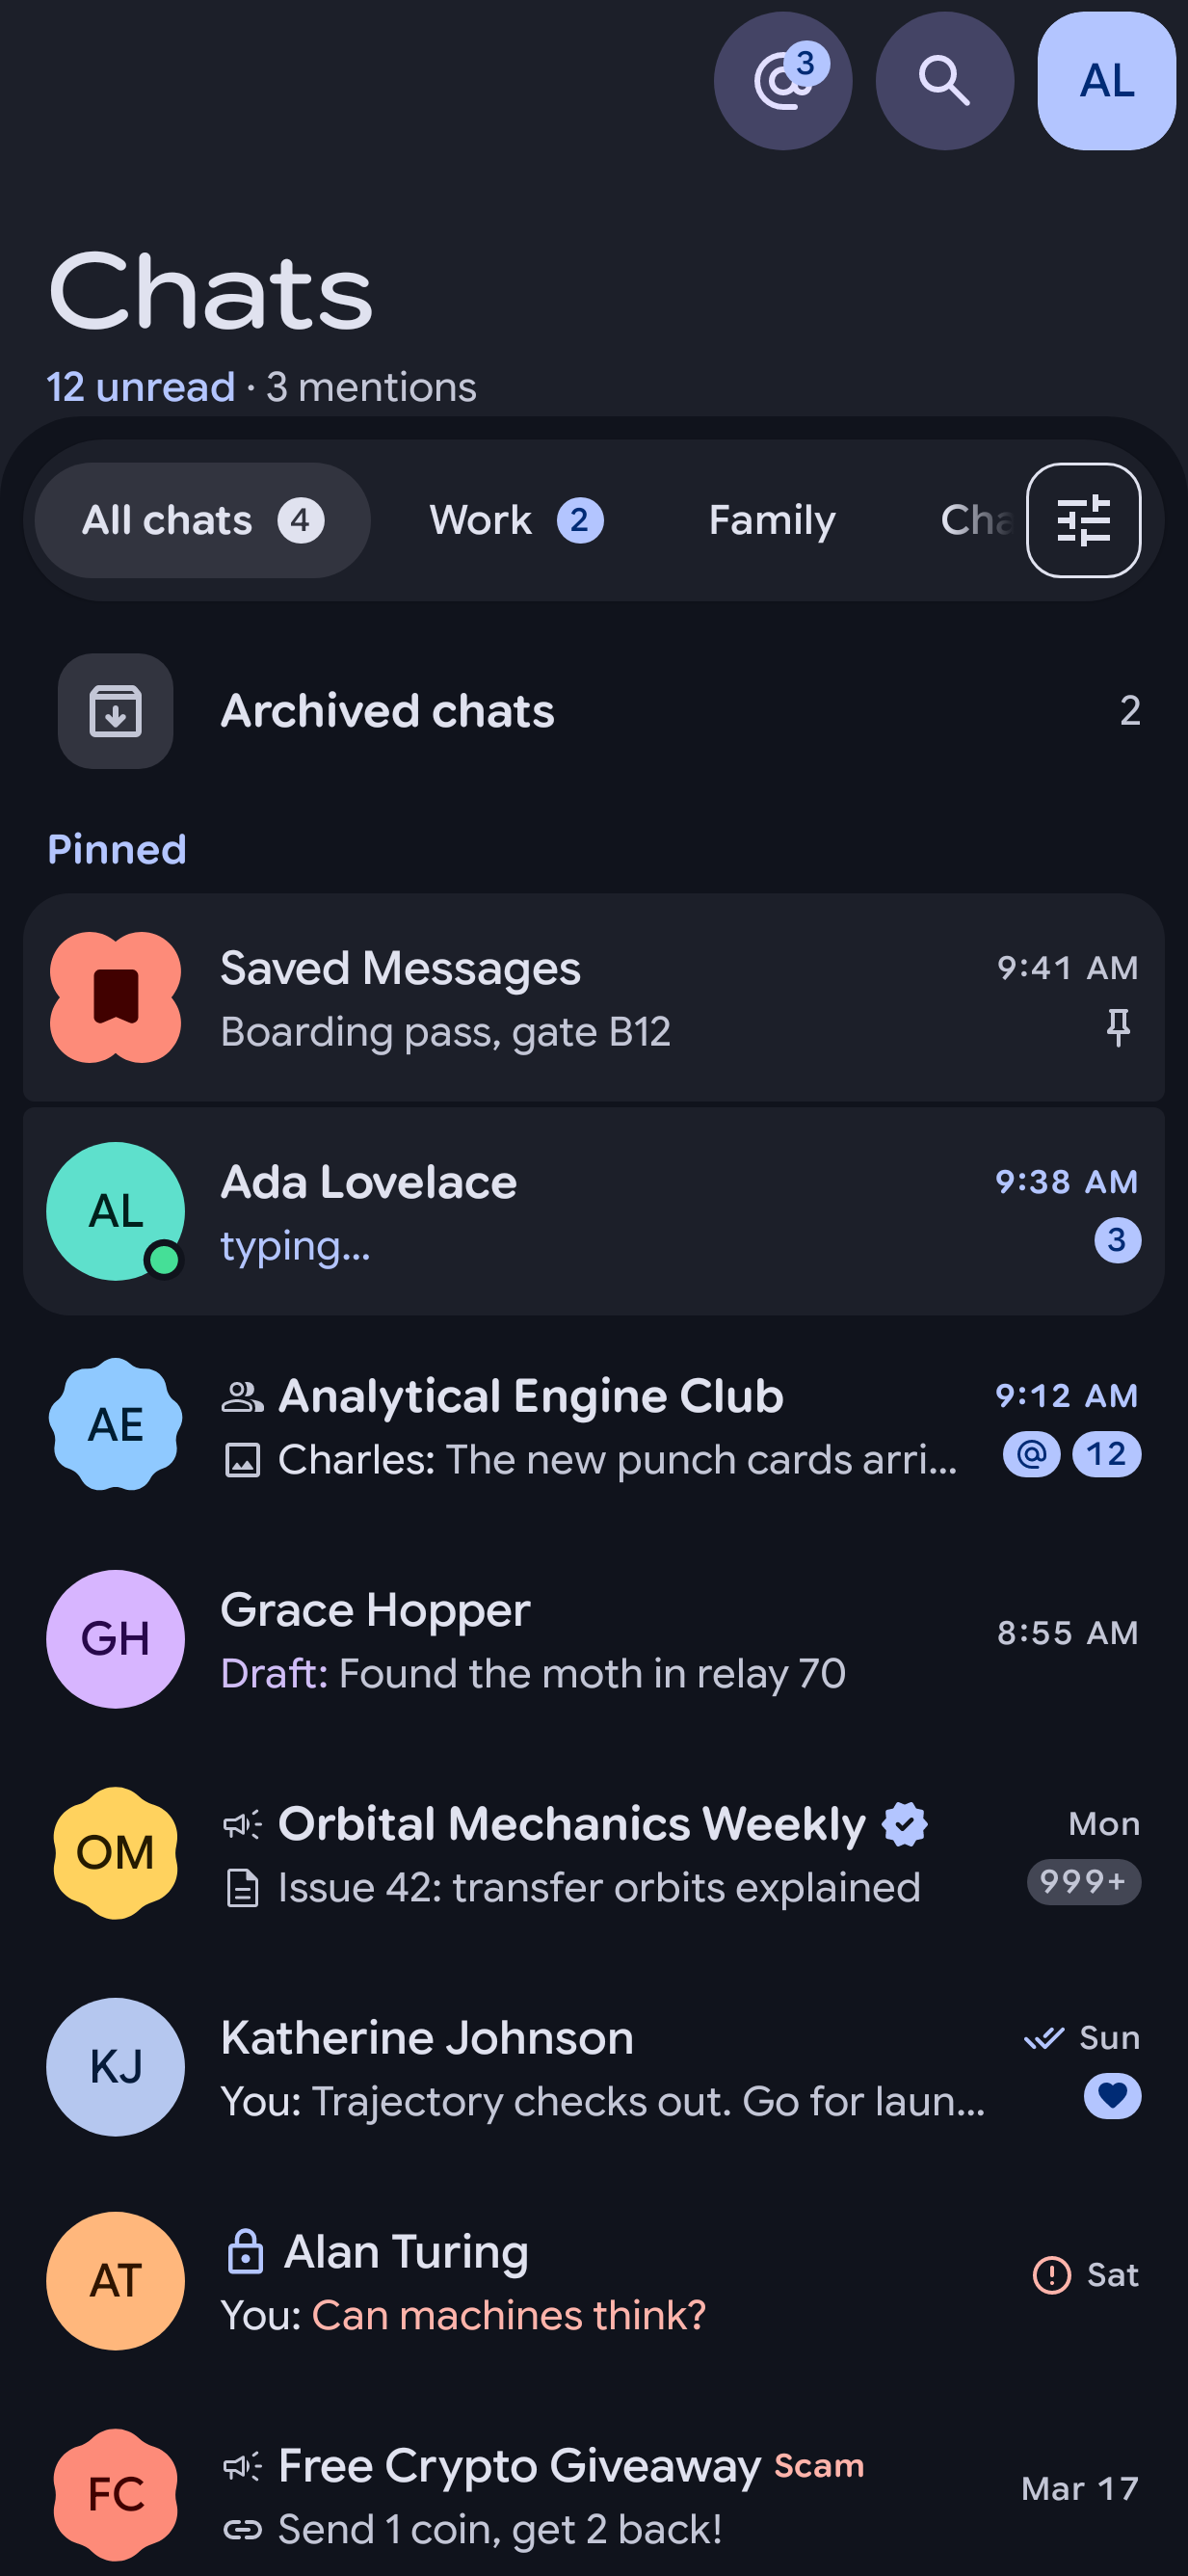 3
AL
Chats
12 unread · 3 mentions
All chats 4
Work 2
Family
Cha
Archived chats 2
Pinned
Saved Messages 9:41 AM
Boarding pass, gate B12
AL
Ada Lovelace 9:38 AM
typing... 3
AE
Analytical Engine Club 9:12 AM
Charles: The new punch cards arri... @ 12
GH
Grace Hopper 8:55 AM
Draft: Found the moth in relay 70
OM
Orbital Mechanics Weekly Mon
Issue 42: transfer orbits explained 999+
KJ
Katherine Johnson Sun
You: Trajectory checks out. Go for laun...
AT
Alan Turing Sat
You: Can machines think?
FC
Free Crypto Giveaway Scam Mar 17
Send 1 coin, get 2 back!